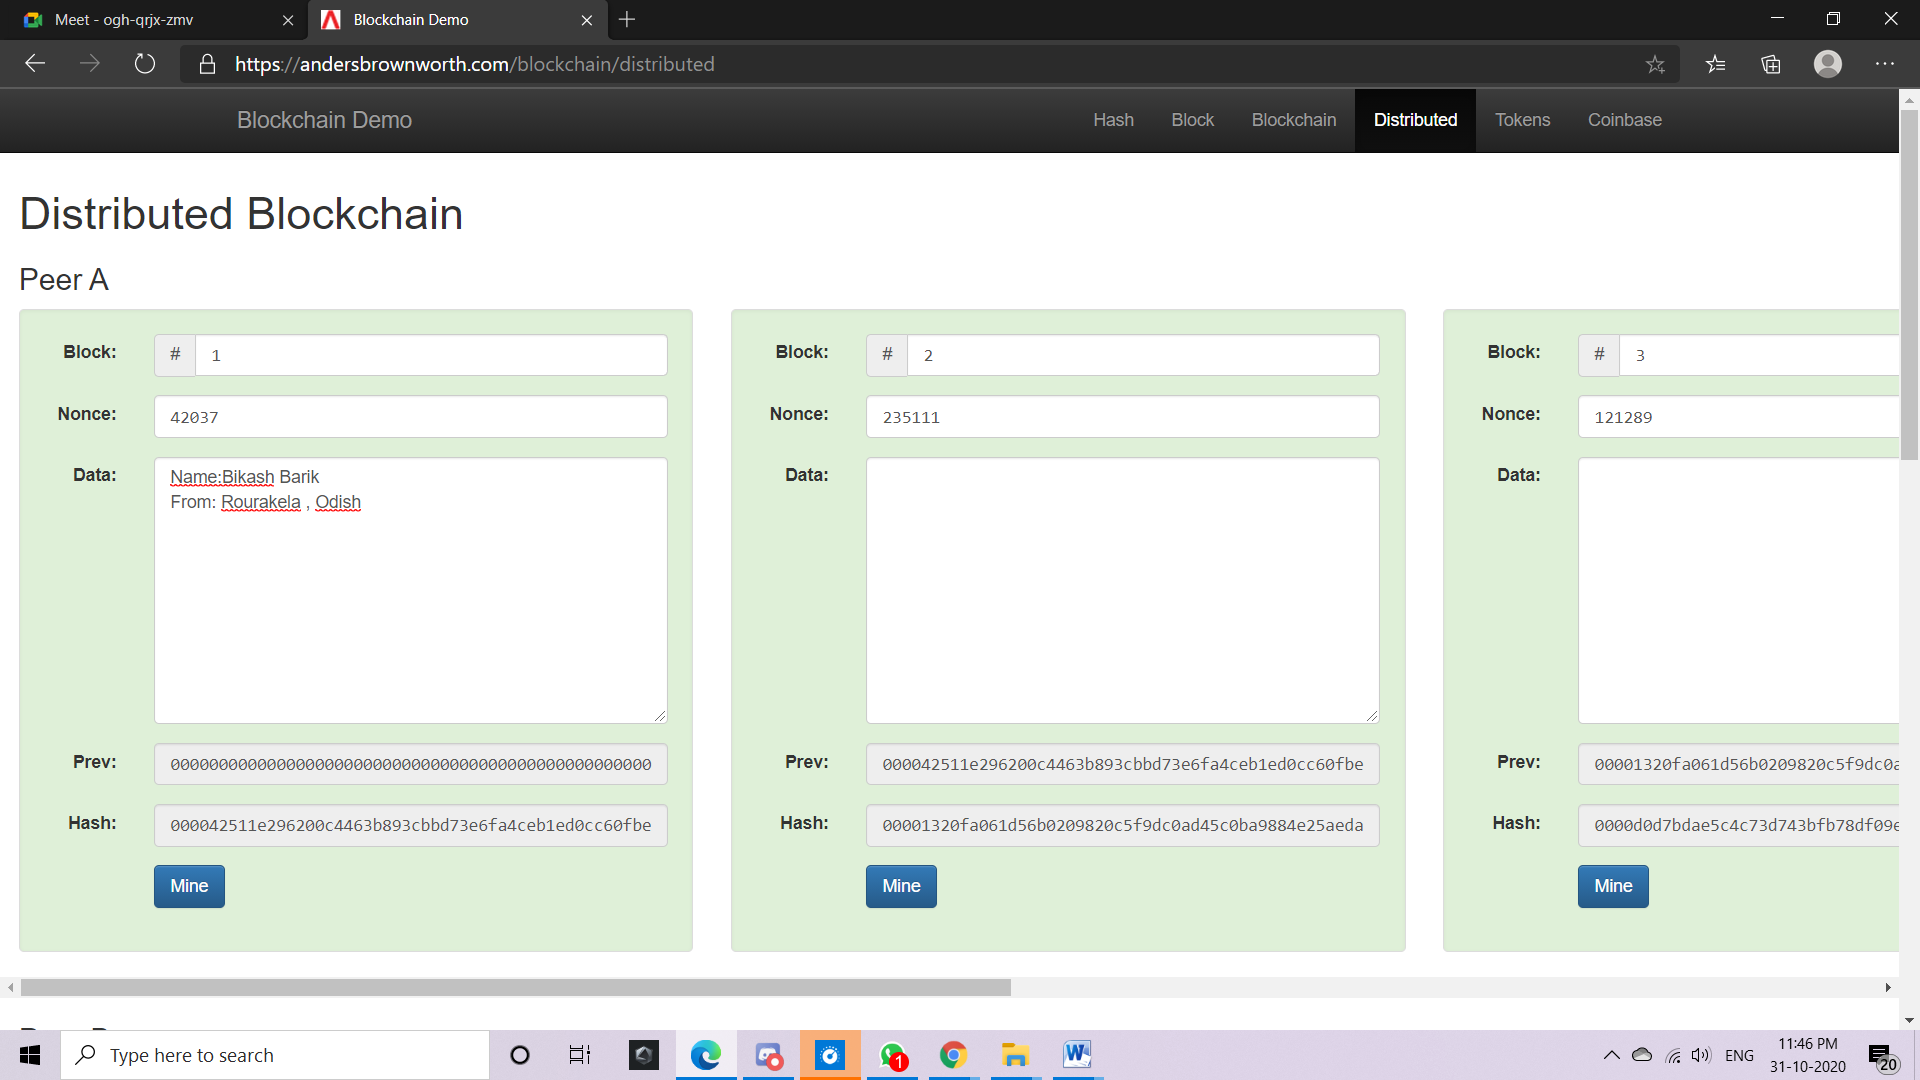 Meet - ogh-qrjx-zmv
Blockchain Demo
https://andersbrownworth.com/blockchain/distributed
Blockchain Demo
Hash
Block
Blockchain
Distributed
Tokens
Coinbase
Distributed Blockchain
Peer A
Block: # 1
Nonce: 42037
Data: Name:Bikash Barik
From: Rourakela , Odish
Prev: 00000000000000000000000000000000000000000000000000
Hash: 000042511e296200c4463b893cbbd73e6fa4ceb1ed0cc60fbe
Mine
Block: # 2
Nonce: 235111
Data:
Prev: 000042511e296200c4463b893cbbd73e6fa4ceb1ed0cc60fbe
Hash: 00001320fa061d56b0209820c5f9dc0ad45c0ba9884e25aeda
Mine
Block: # 3
Nonce: 121289
Data:
Prev: 00001320fa061d56b0209820c5f9dc0a
Hash: 0000d0d7bdae5c4c73d743bfb78df09e
Mine
Type here to search
1
ENG
11:46 PM
31-10-2020
20